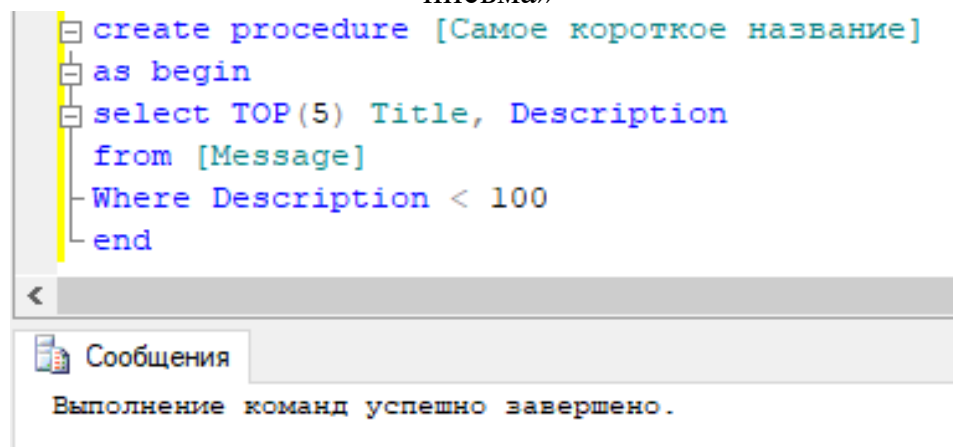 create procedure [Самое короткое название]
as begin
select TOP(5) Title, Description
from [Message]
Where Description < 100
end
Сообщения
Выполнение команд успешно завершено.